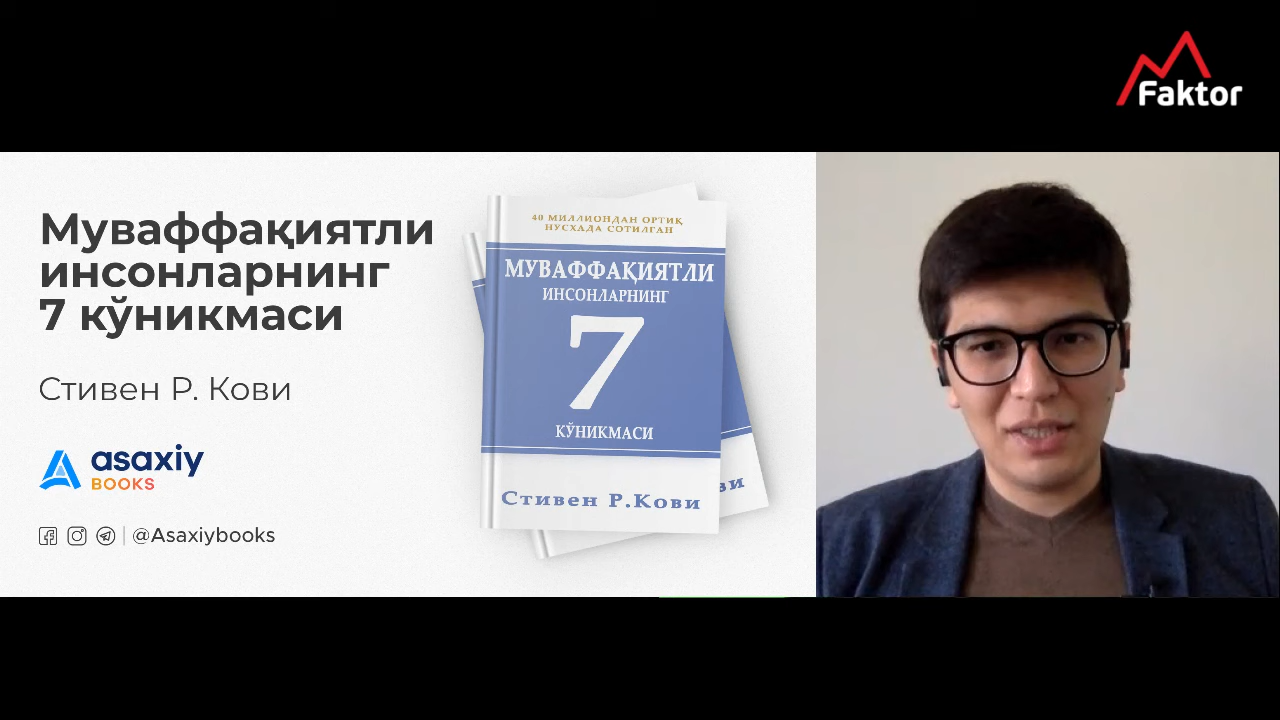 Faktor
Муваффақиятли
инсонларнинг
7 кўникмаси
Стивен Р. Кови
asaxiy
BOOKS
@Asaxiybooks
40 МИЛЛИОНДАН ОРТИҚ
НУСХАДА СОТИЛГАН
МУВАФФАҚИЯТЛИ
ИНСОНЛАРНИНГ
7
КЎНИКМАСИ
Стивен Р.Кови
ви